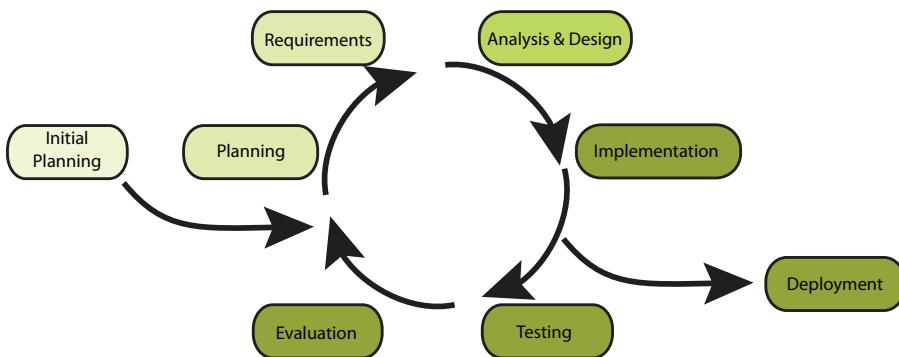 Requirements
Analysis & Design
Initial
Planning
Planning
Implementation
Deployment
Evaluation
Testing